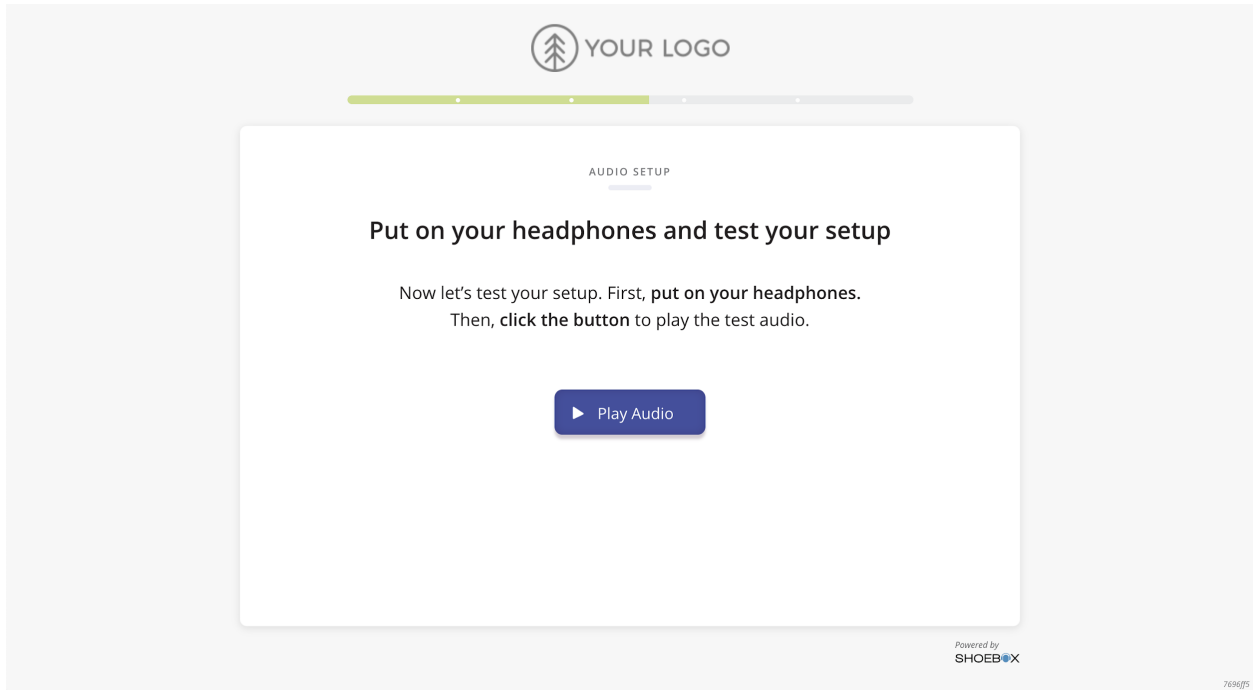 YOUR LOGO
AUDIO SETUP
Put on your headphones and test your setup
Now let’s test your setup. First, put on your headphones.
Then, click the button to play the test audio.
Play Audio
Powered by
SHOEBOX
7696ff5